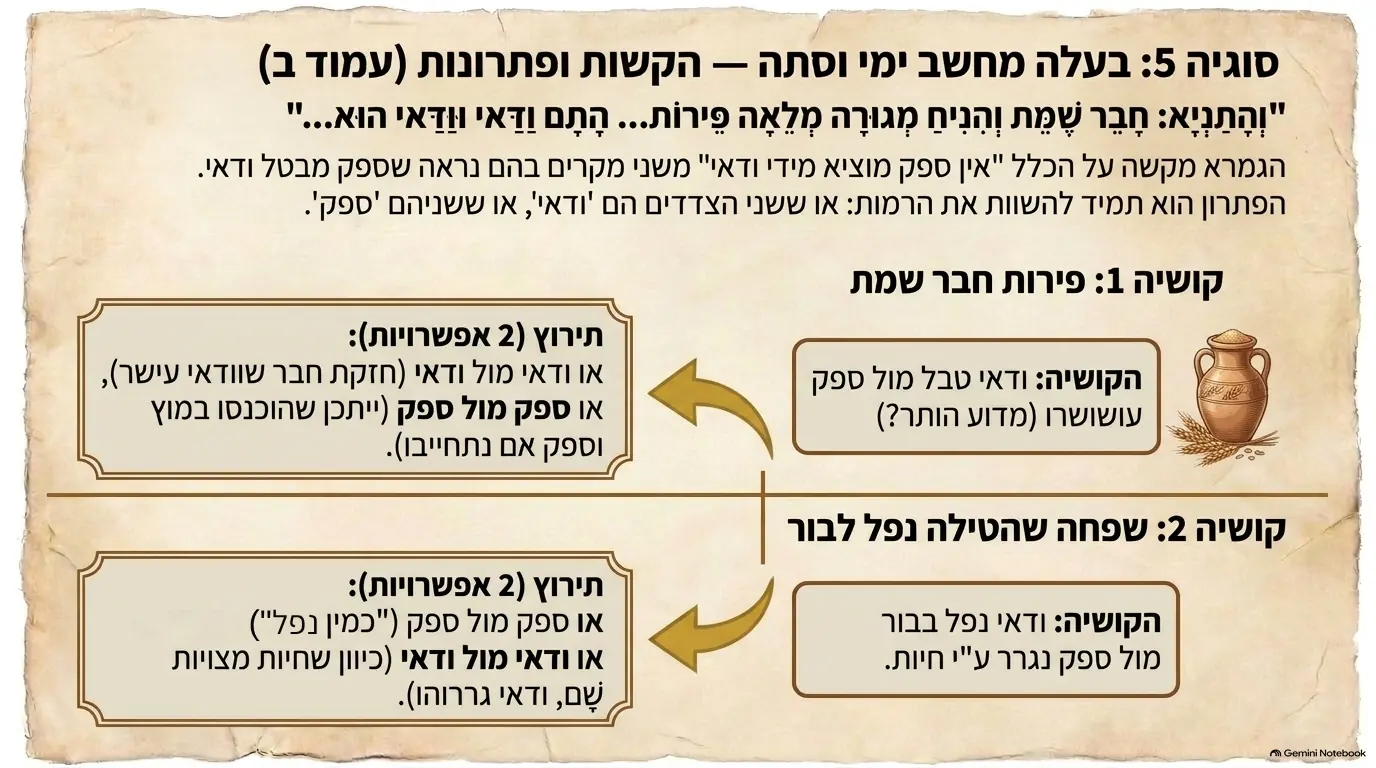 סוגיה 5: בעלה מחשב ימי וסתה — הקשות ופתרונות (עמוד ב)
"וְהָתַנְיָא: חָבֵר שֶׁמֵּת וְהִנִּיחַ מְגוּרָה מְלֵאָה פֵּירוֹת... הָתָם וַדַּאי וּוַדַּאי הוּא..."
הגמרא מקשה על הכלל "אין ספק מוציא מידי ודאי" משני מקרים בהם נראה שספק מבטל ודאי.
הפתרון הוא תמיד להשוות את הרמות: או ששני הצדדים הם 'ודאי', או ששניהם 'ספק'.
קושיה 1: פירות חבר שמת
הקושיה: ודאי טבל מול ספק
עושושרו (מדוע הותר?)
תירוץ (2 אפשרויות):
או ודאי מול ודאי (חזקת חבר שוודאי עישר),
או ספק מול ספק (ייתכן שהוכנסו במוץ
וספק אם נתחייבו).
קושיה 2: שפחה שהטילה נפל לבור
הקושיה: ודאי נפל בבור
מול ספק נגרר ע"י חיות.
תירוץ (2 אפשרויות):
או ספק מול ספק ("כמין נפל")
או ודאי מול ודאי (כיוון שחיות מצויות
שָׁם, ודאי גררוהו).
Gemini Notebook